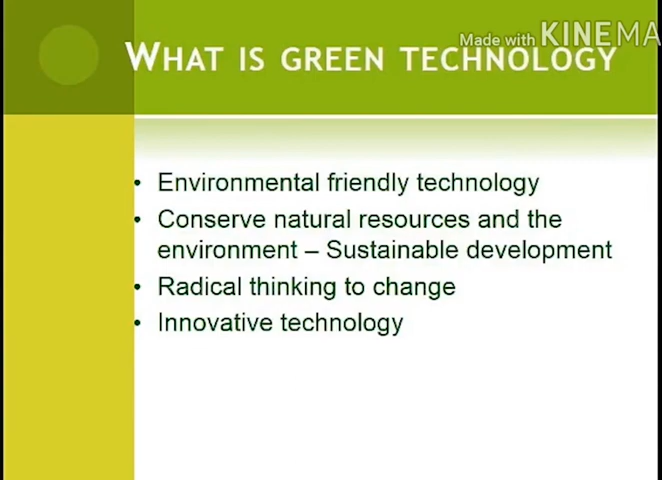 Made with KINEMA
WHAT IS GREEN TECHNOLOGY
• Environmental friendly technology
• Conserve natural resources and the
environment – Sustainable development
• Radical thinking to change
• Innovative technology